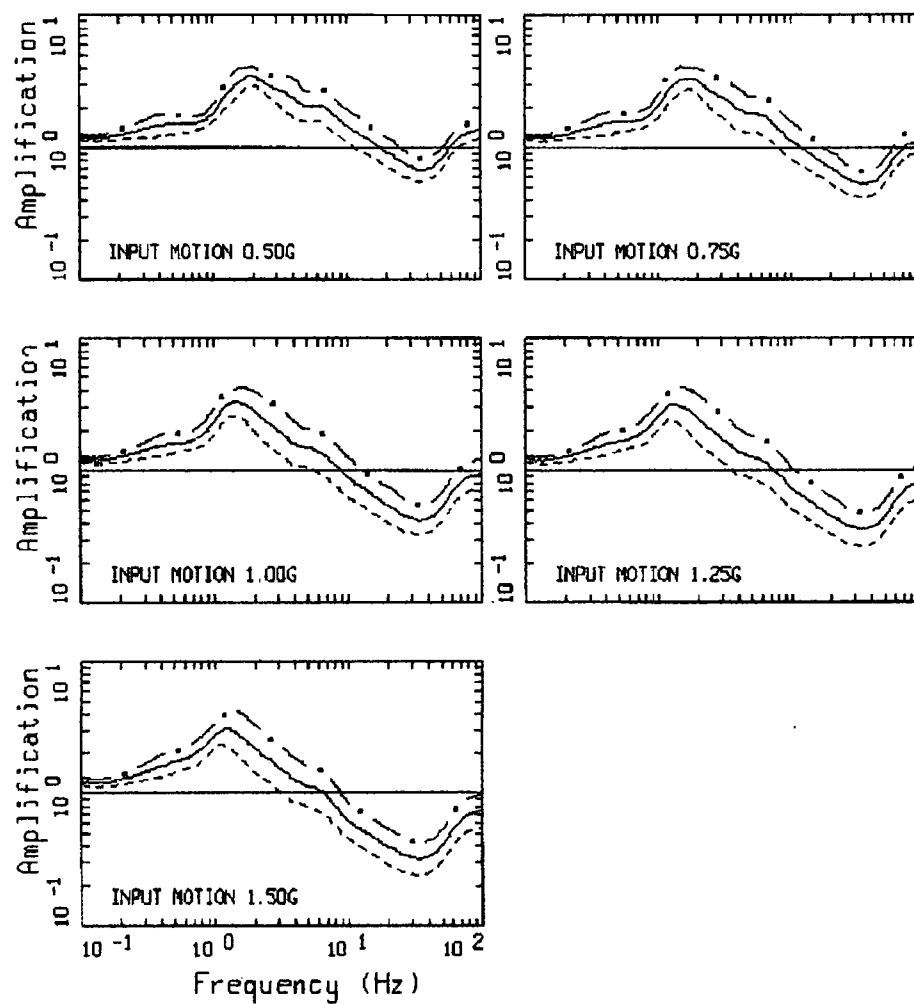 Amplification
10 1
10 0
10 -1
INPUT MOTION 0.50G
10 1
10 0
10 -1
INPUT MOTION 0.75G
Amplification
10 1
10 0
10 -1
INPUT MOTION 1.00G
10 1
10 0
10 -1
INPUT MOTION 1.25G
Amplification
10 1
10 0
10 -1
INPUT MOTION 1.50G
10 -1
10 0
10 1
10 2
Frequency (Hz)